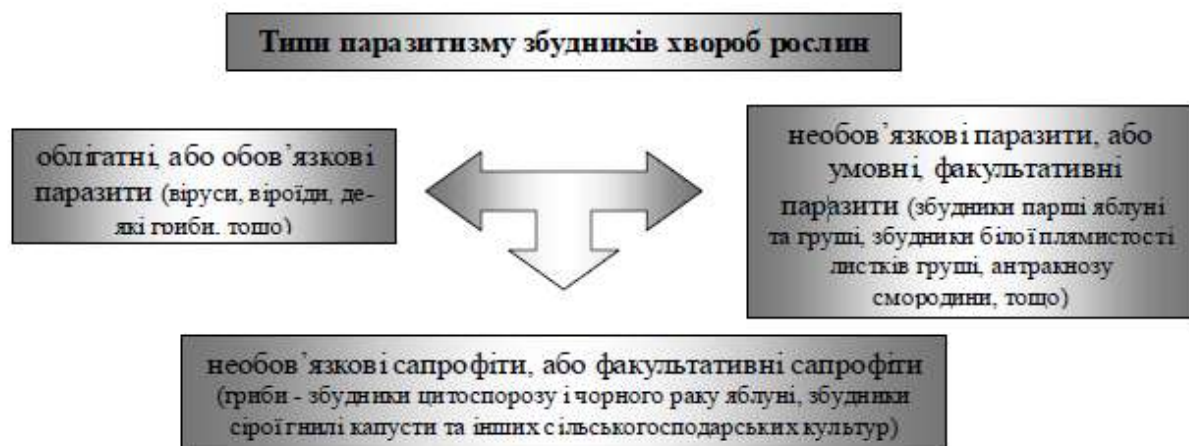 Типи паразитизму збудників хвороб рослин
облігатні, або обов’язкові
паразити (віруси, віроїди, де-
які гриби, тощо)
необов’язкові паразити, або
умовні, факультативні
паразити (збудники парші яблуні
та груші, збудники білої плямистості
листків груші, антракнозу
смородини, тощо)
необов’язкові сапрофіти, або факультативні сапрофіти
(гриби - збудники цитоспорозу і чорного раку яблуні, збудники
сірої гнилі капусти та інших сільськогосподарських культур)